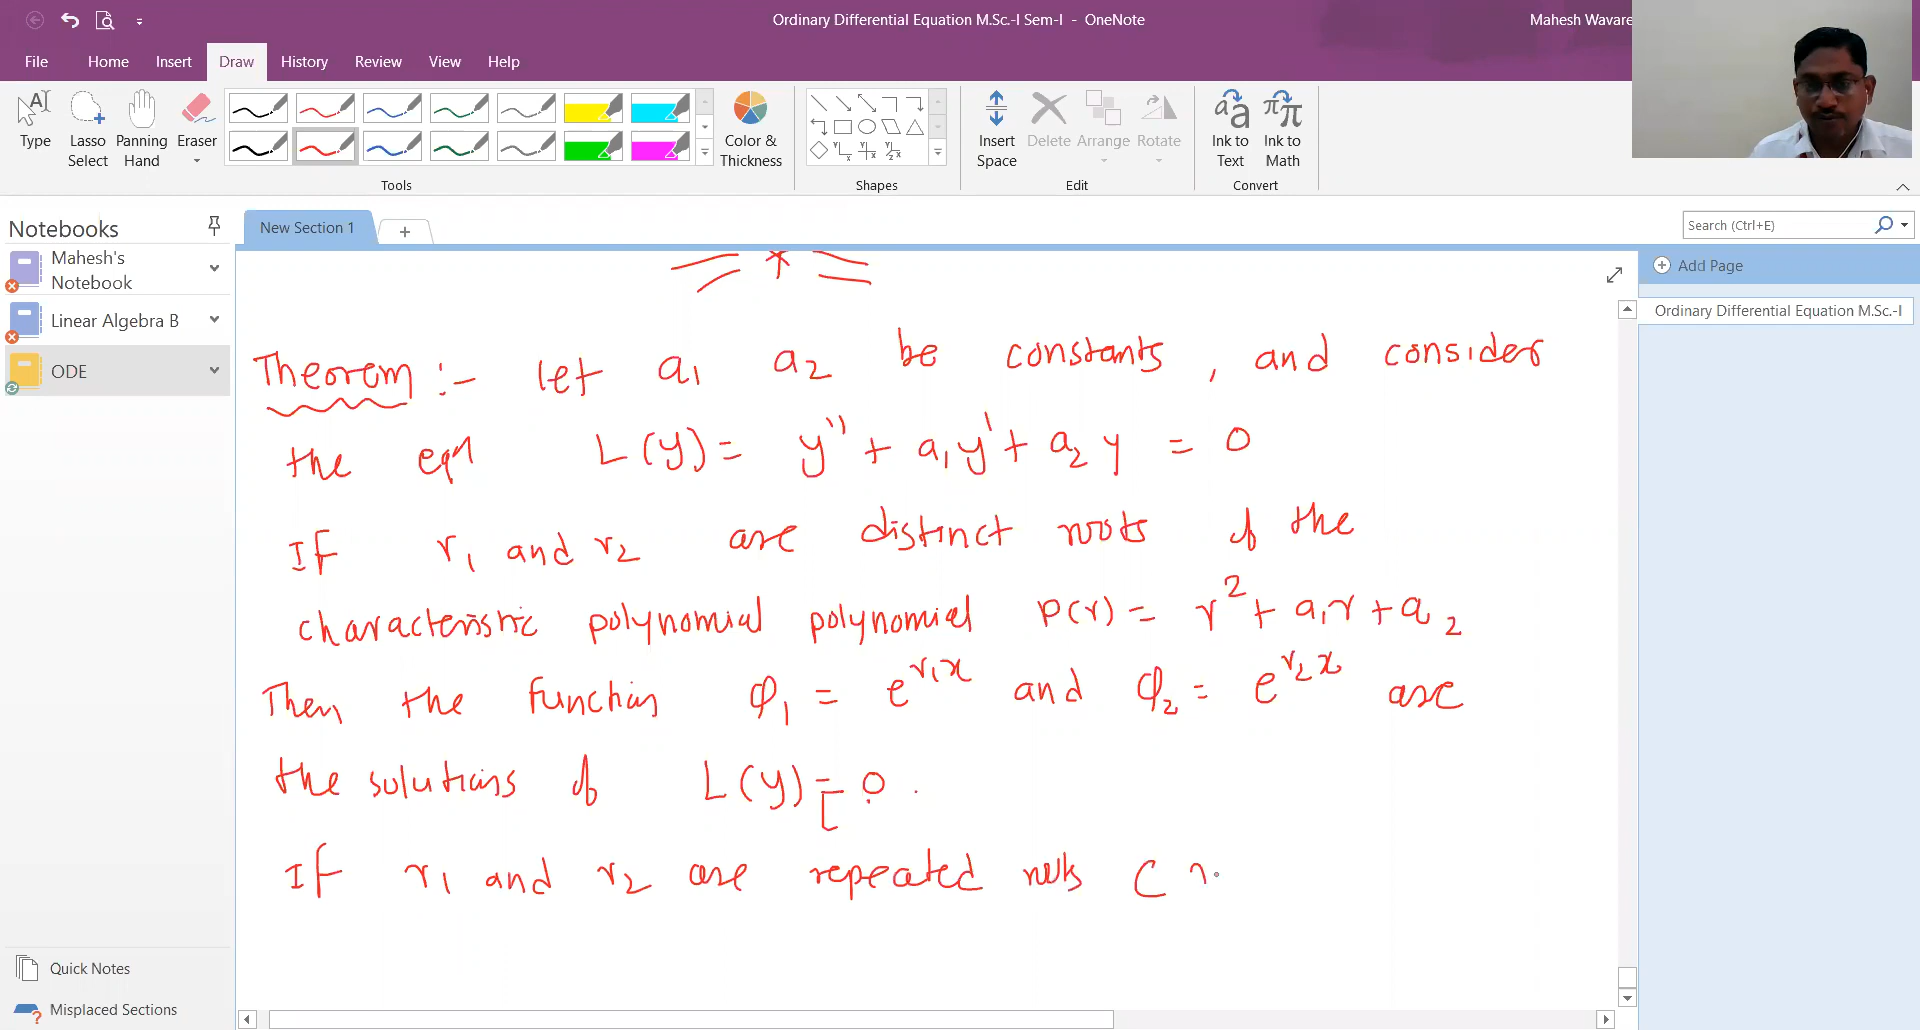 Ordinary Differential Equation M.Sc.-I Sem-I - OneNote
Mahesh Wavare
File Home Insert Draw History Review View Help
Type
Lasso Select
Panning Hand
Eraser
Color & Thickness
Insert Space
Delete
Arrange
Rotate
Ink to Text
Ink to Math
Tools
Shapes
Edit
Convert
Notebooks
New Section 1
Search (Ctrl+E)
Mahesh's Notebook
Linear Algebra B
ODE
Add Page
Ordinary Differential Equation M.Sc.-I
Theorem :- let a1 a2 be constants, and consider
the eqn L(y) = y'' + a1y' + a2y = 0
If r1 and r2 are distinct roots of the
characteristic polynomial polynomial P(r) = r² + a1r + a2
Then the function φ1 = e^r1x and φ2 = e^r2x are
the solutions of L(y) = 0.
If r1 and r2 are repeated roots (
Quick Notes
Misplaced Sections